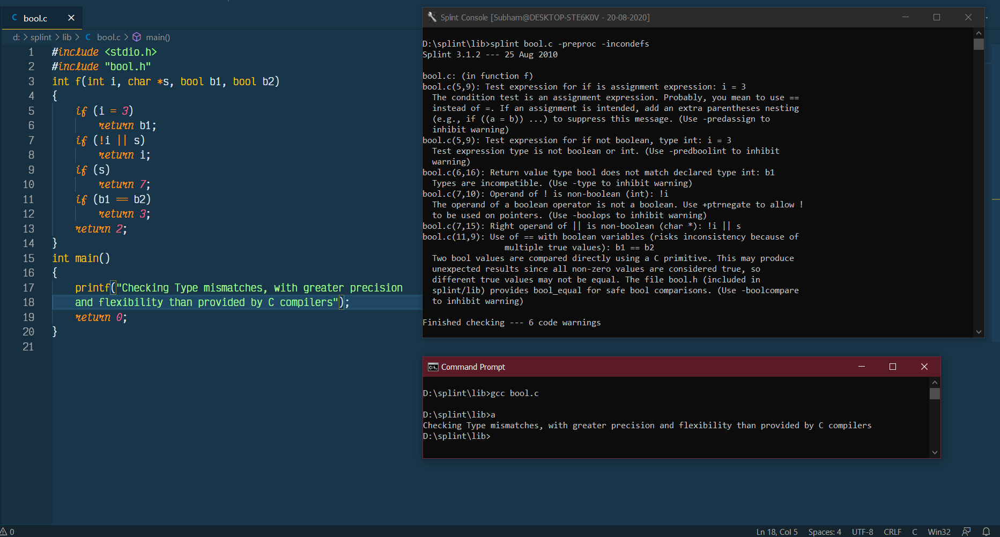 bool.c
d: > splint > lib > C bool.c > main()
1 #include <stdio.h>
2 #include "bool.h"
3 int f(int i, char *s, bool b1, bool b2)
4 {
5 if (i = 3)
6 return b1;
7 if (!i || s)
8 return i;
9 if (s)
10 return 7;
11 if (b1 == b2)
12 return 3;
13 return 2;
14 }
15 int main()
16 {
17 printf("Checking Type mismatches, with greater precision
18 and flexibility than provided by C compilers");
19 return 0;
20 }
21
Splint Console [Subham@DESKTOP-STE6K0V - 20-08-2020]
D:\splint\lib>splint bool.c -preproc -incondefs
Splint 3.1.2 --- 25 Aug 2010
bool.c: (in function f)
bool.c(5,9): Test expression for if is assignment expression: i = 3
The condition test is an assignment expression. Probably, you mean to use ==
instead of =. If an assignment is intended, add an extra parentheses nesting
(e.g., if ((a = b)) ...) to suppress this message. (Use -predassign to
inhibit warning)
bool.c(5,9): Test expression for if not boolean, type int: i = 3
Test expression type is not boolean or int. (Use -predboolint to inhibit
warning)
bool.c(6,16): Return value type bool does not match declared type int: b1
Types are incompatible. (Use -type to inhibit warning)
bool.c(7,10): Operand of ! is non-boolean (int): !i
The operand of a boolean operator is not a boolean. Use +ptrnegate to allow !
to be used on pointers. (Use -boolops to inhibit warning)
bool.c(7,15): Right operand of || is non-boolean (char *): !i || s
bool.c(11,9): Use of == with boolean variables (risks inconsistency because of
multiple true values): b1 == b2
Two bool values are compared directly using a C primitive. This may produce
unexpected results since all non-zero values are considered true, so
different true values may not be equal. The file bool.h (included in
splint/lib) provides bool_equal for safe bool comparisons. (Use -boolcompare
to inhibit warning)
Finished checking --- 6 code warnings
Command Prompt
D:\splint\lib>gcc bool.c
D:\splint\lib>a
Checking Type mismatches, with greater precision and flexibility than provided by C compilers
D:\splint\lib>
0
Ln 18, Col 5 Spaces: 4 UTF-8 CRLF C Win32